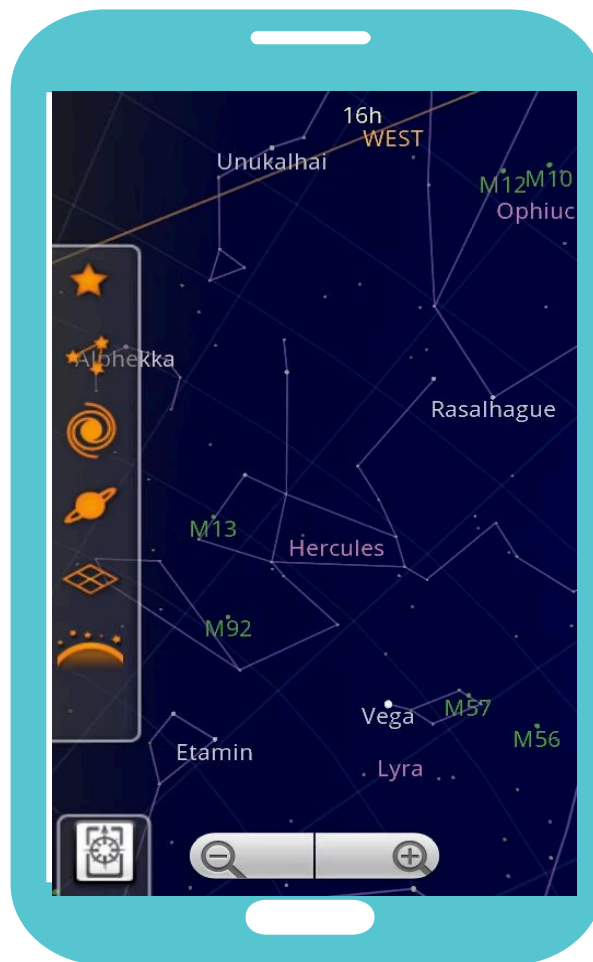 16h
WEST
Unukalhai
M12
M10
Ophiuc
Alphekka
Rasalhague
M13
Hercules
M92
Vega
M57
M56
Etamin
Lyra